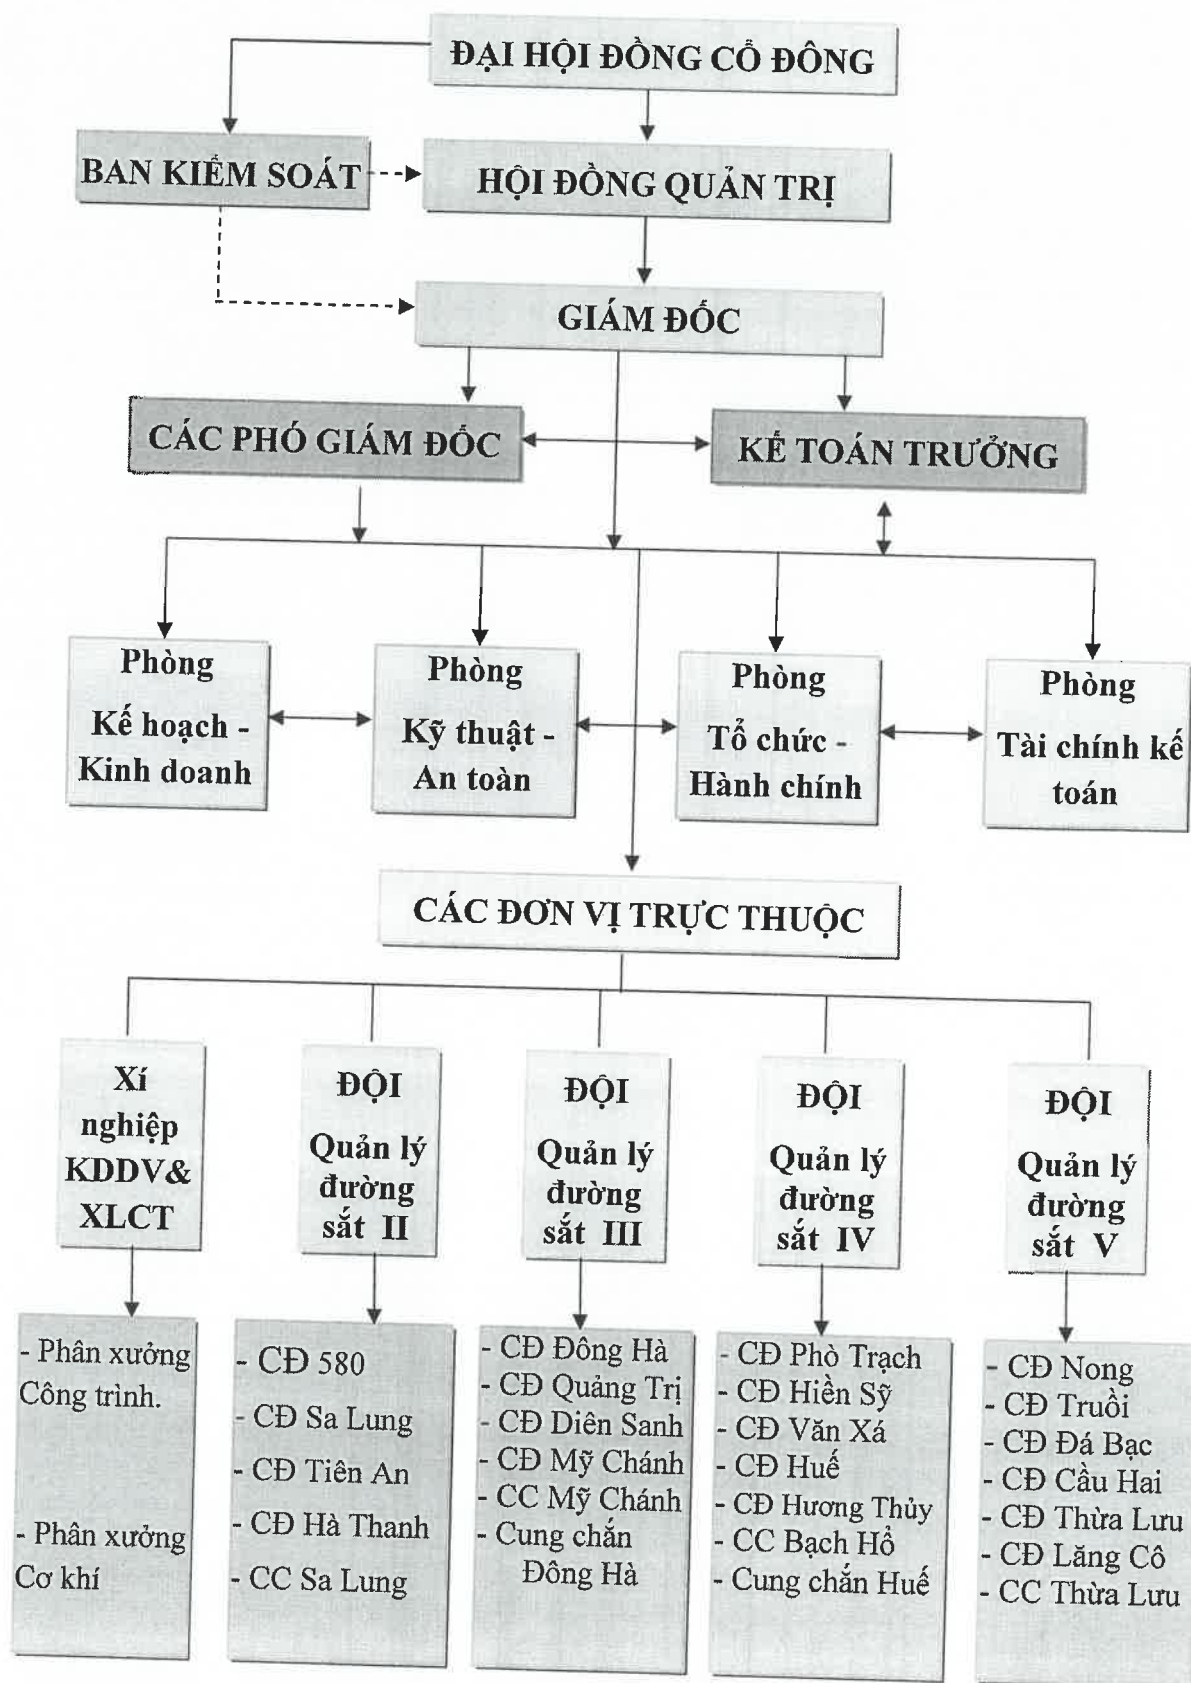 ĐẠI HỘI ĐỒNG CỔ ĐÔNG
BAN KIỂM SOÁT
HỘI ĐỒNG QUẢN TRỊ
GIÁM ĐỐC
CÁC PHÓ GIÁM ĐỐC
KẾ TOÁN TRƯỞNG
Phòng
Kế hoạch -
Kinh doanh
Phòng
Kỹ thuật -
An toàn
Phòng
Tổ chức -
Hành chính
Phòng
Tài chính kế
toán
CÁC ĐƠN VỊ TRỰC THUỘC
Xí
nghiệp
KDDV&
XLCT
ĐỘI
Quản lý
đường
sắt II
ĐỘI
Quản lý
đường
sắt III
ĐỘI
Quản lý
đường
sắt IV
ĐỘI
Quản lý
đường
sắt V
- Phân xưởng
Công trình.
- Phân xưởng
Cơ khí
- CĐ 580
- CĐ Sa Lung
- CĐ Tiên An
- CĐ Hà Thanh
- CC Sa Lung
- CĐ Đông Hà
- CĐ Quảng Trị
- CĐ Diên Sanh
- CĐ Mỹ Chánh
- CC Mỹ Chánh
- Cung chắn
Đông Hà
- CĐ Phò Trạch
- CĐ Hiền Sỹ
- CĐ Văn Xá
- CĐ Huế
- CĐ Hương Thủy
- CC Bạch Hổ
- Cung chắn Huế
- CĐ Nong
- CĐ Truồi
- CĐ Đá Bạc
- CĐ Cầu Hai
- CĐ Thừa Lưu
- CĐ Lăng Cô
- CC Thừa Lưu